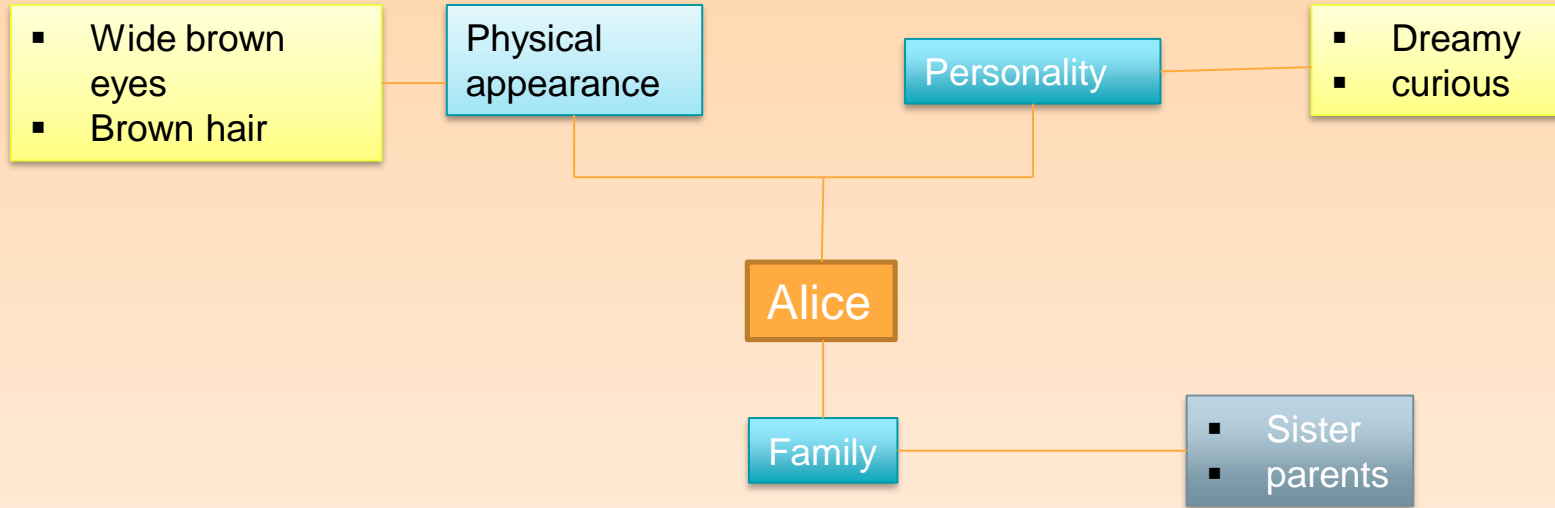 ▪ Wide brown
eyes
▪ Brown hair
Physical
appearance
Personality
▪ Dreamy
▪ curious
Alice
Family
▪ Sister
▪ parents